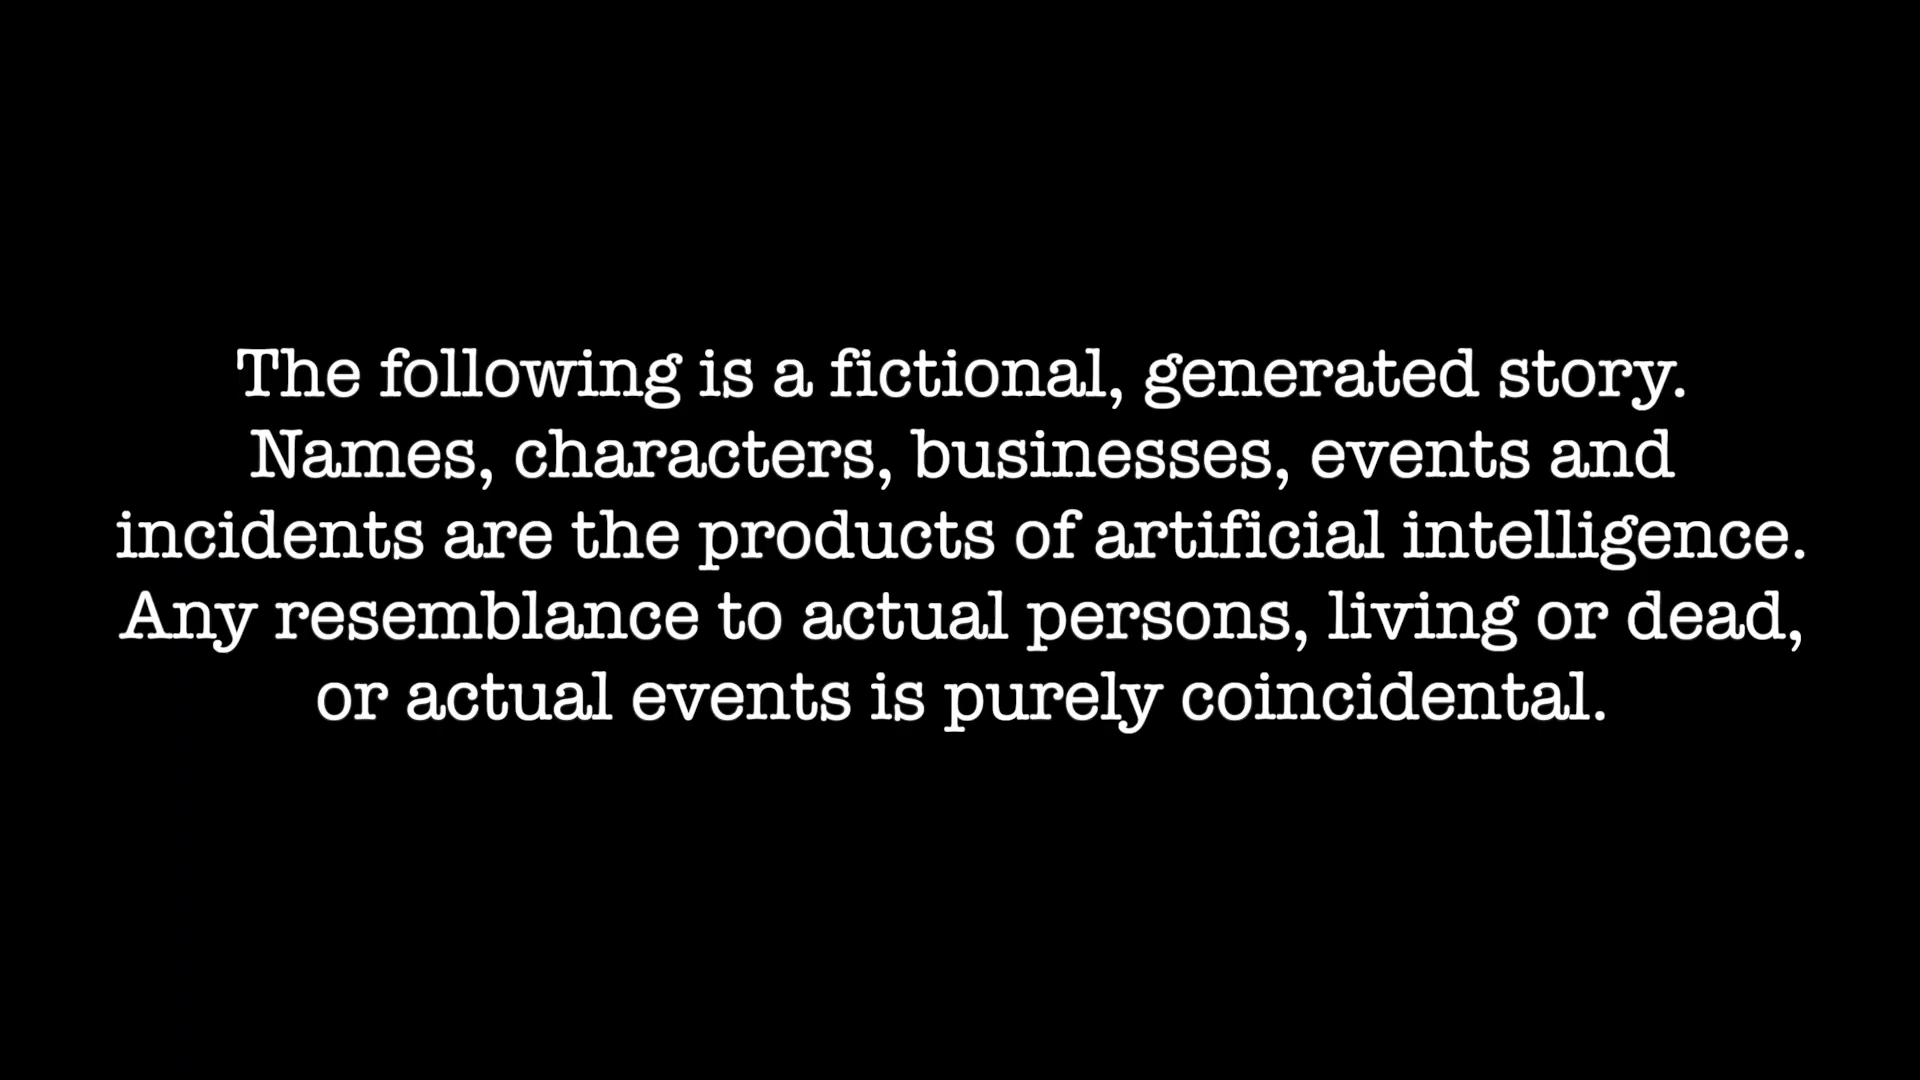 The following is a fictional, generated story.
Names, characters, businesses, events and
incidents are the products of artificial intelligence.
Any resemblance to actual persons, living or dead,
or actual events is purely coincidental.